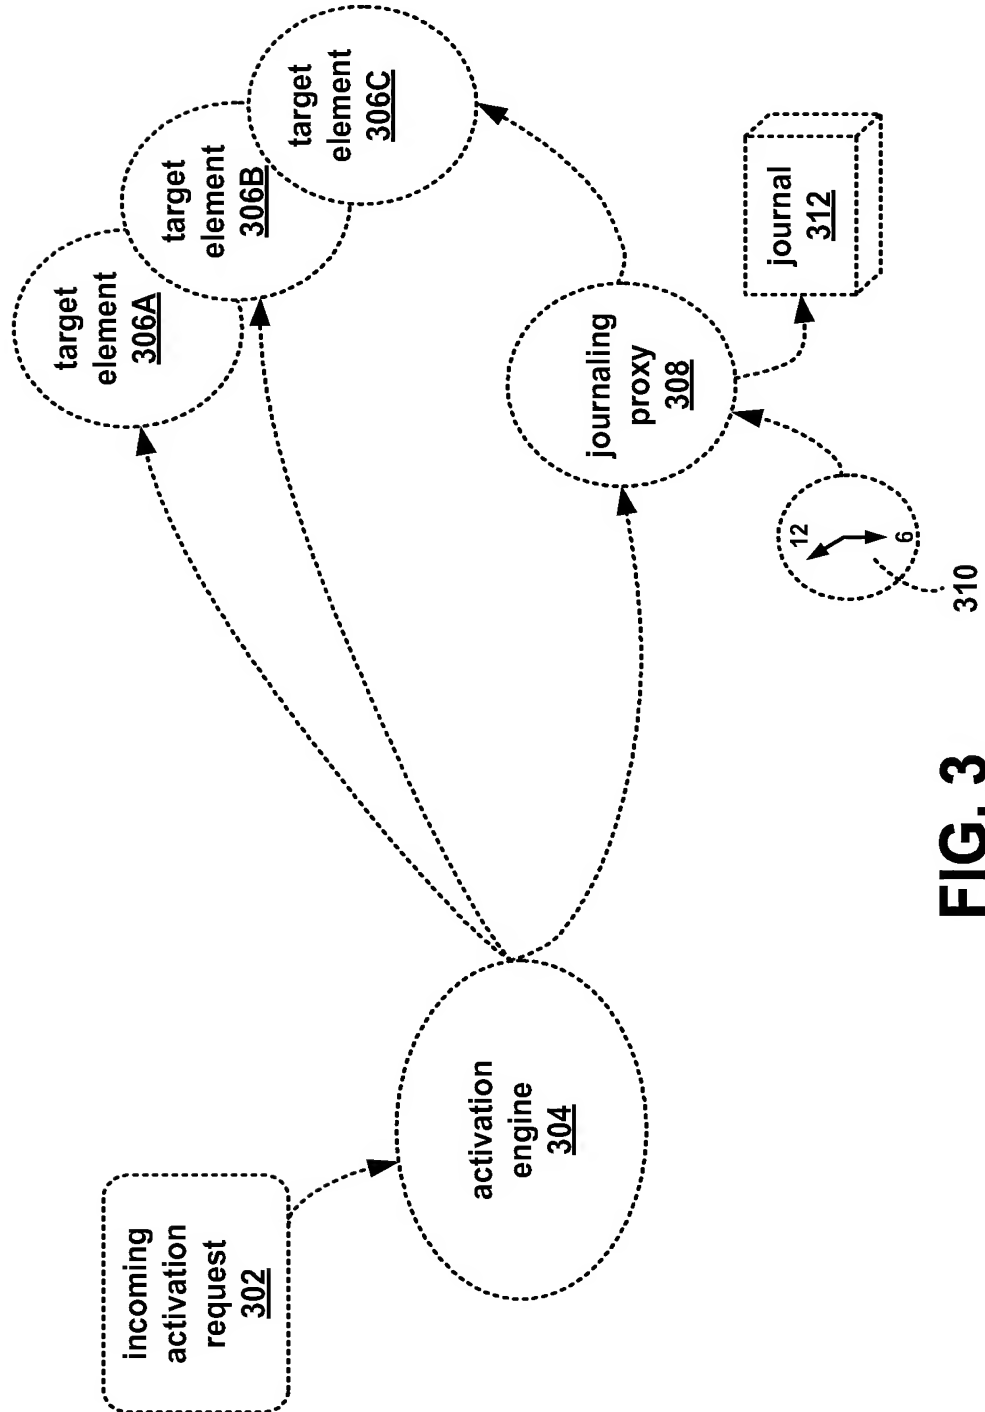 incoming
activation
request
302
activation
engine
304
target
element
306A
target
element
306B
target
element
306C
journaling
proxy
308
12
6
310
journal
312
FIG. 3